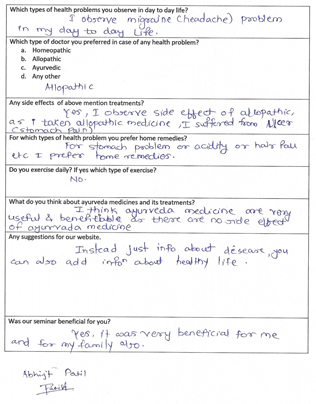 Which types of health problems you observe in day to day life?
I observe migraine (headache) problem
in my day to day life.
Which type of doctor you preferred in case of any health problem?
a. Homeopathic
b. Allopathic
c. Ayurvedic
d. Any other
Allopathic
Any side effects of above mention treatments?
Yes, I observe side effect of allopathic,
as I taken allopathic medicine, I suffered from Ulcer
(stomach pain)
For which types of health problem you prefer home remedies?
For stomach problem or acidity or hair fall
etc I prefer home remedies.
Do you exercise daily? If yes which type of exercise?
No.
What do you think about ayurveda medicines and its treatments?
I think ayurveda medicine are very
useful & benefitable as there are no side effect
of ayurvada medicine
Any suggestions for our website.
Instead just info about disease, you
can also add infon about healthy life.
Was our seminar beneficial for you?
Yes, It was very beneficial for me
and for my family also.
Abhijit Patil